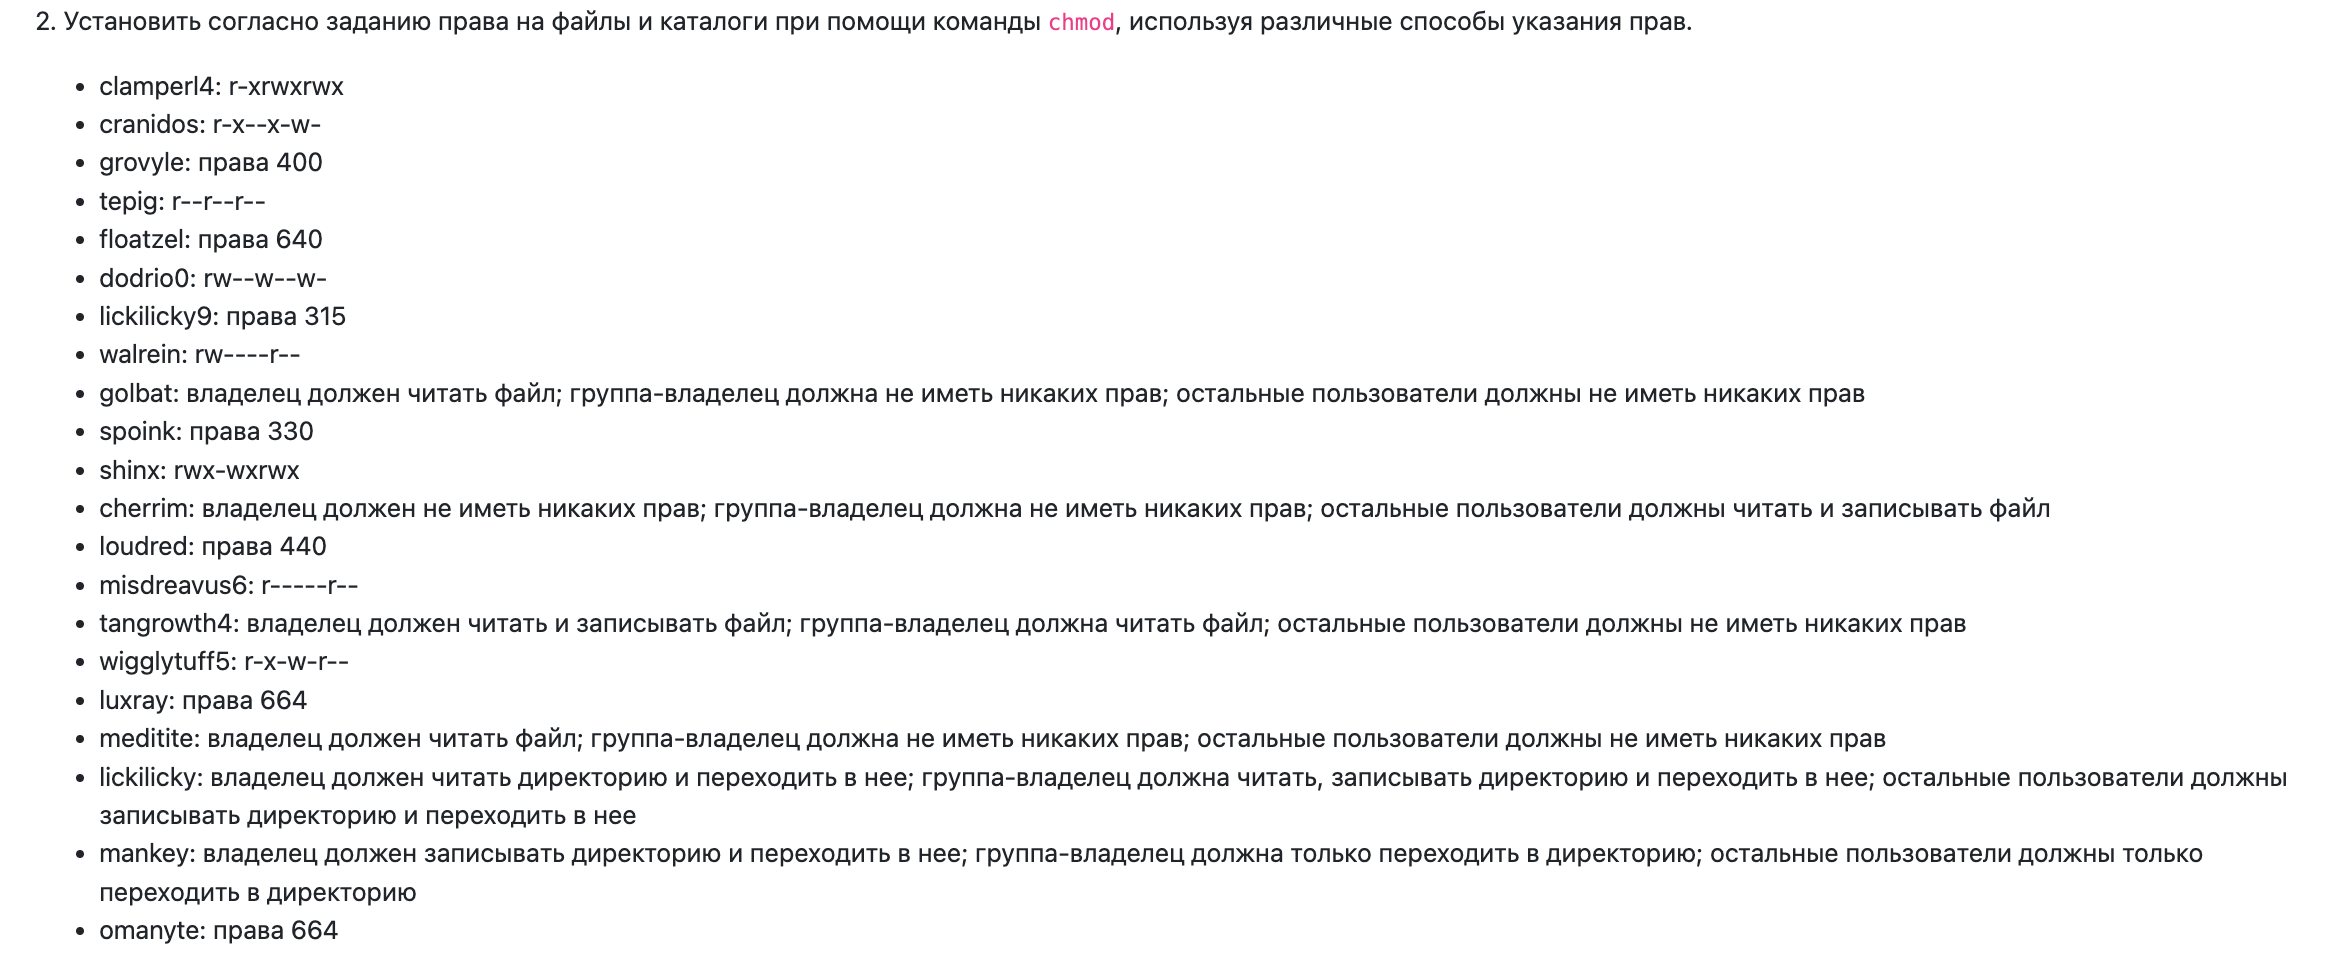 2. Установить согласно заданию права на файлы и каталоги при помощи команды chmod, используя различные способы указания прав.
• clamperl4: r-xrwxrwx
• cranidos: r-x--x-w-
• grovyle: права 400
• tepig: r--r--r--
• floatzel: права 640
• dodrio0: rw--w--w-
• lickilicky9: права 315
• walrein: rw----r--
• golbat: владелец должен читать файл; группа-владелец должна не иметь никаких прав; остальные пользователи должны не иметь никаких прав
• spoink: права 330
• shinx: rwx-wxrwx
• cherrim: владелец должен не иметь никаких прав; группа-владелец должна не иметь никаких прав; остальные пользователи должны читать и записывать файл
• loudred: права 440
• misdreavus6: r-----r--
• tangrowth4: владелец должен читать и записывать файл; группа-владелец должна читать файл; остальные пользователи должны не иметь никаких прав
• wigglytuff5: r-x-w-r--
• luxray: права 664
• meditite: владелец должен читать файл; группа-владелец должна не иметь никаких прав; остальные пользователи должны не иметь никаких прав
• lickilicky: владелец должен читать директорию и переходить в нее; группа-владелец должна читать, записывать директорию и переходить в нее; остальные пользователи должны
записывать директорию и переходить в нее
• mankey: владелец должен записывать директорию и переходить в нее; группа-владелец должна только переходить в директорию; остальные пользователи должны только
переходить в директорию
• omanyte: права 664